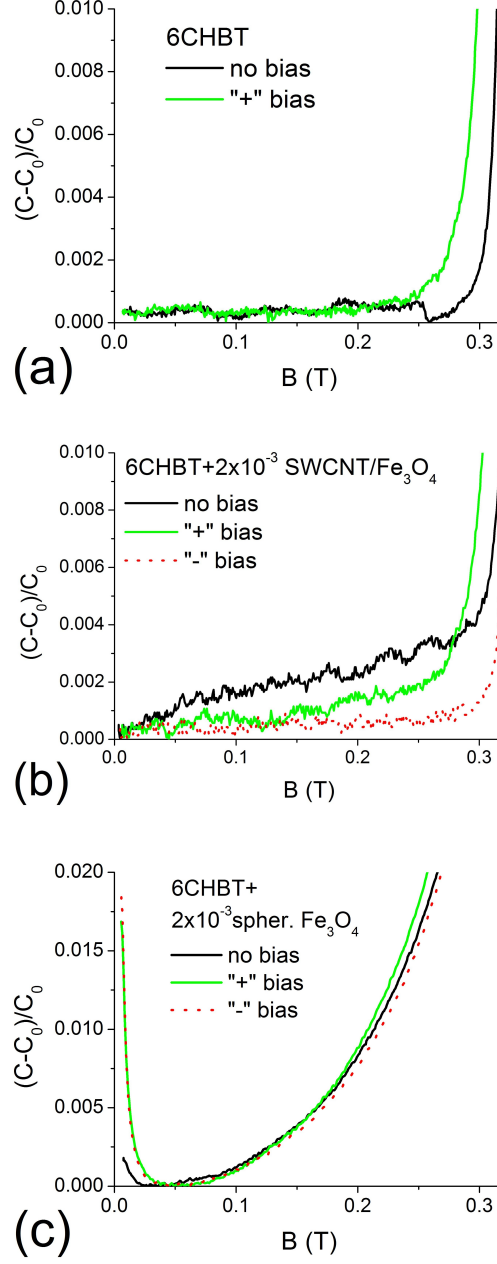 0.010
0.008
0.006
0.004
0.002
0.000
(C-C₀)/C₀
6CHBT
no bias
"+" bias
0.0 0.1 0.2 0.3
B (T)
(a)
0.010
0.008
0.006
0.004
0.002
0.000
(C-C₀)/C₀
6CHBT+2x10⁻³ SWCNT/Fe₃O₄
no bias
"+" bias
"-" bias
0.0 0.1 0.2 0.3
B (T)
(b)
0.020
0.015
0.010
0.005
0.000
(C-C₀)/C₀
6CHBT+
2x10⁻³spher. Fe₃O₄
no bias
"+" bias
"-" bias
0.0 0.1 0.2 0.3
B (T)
(c)